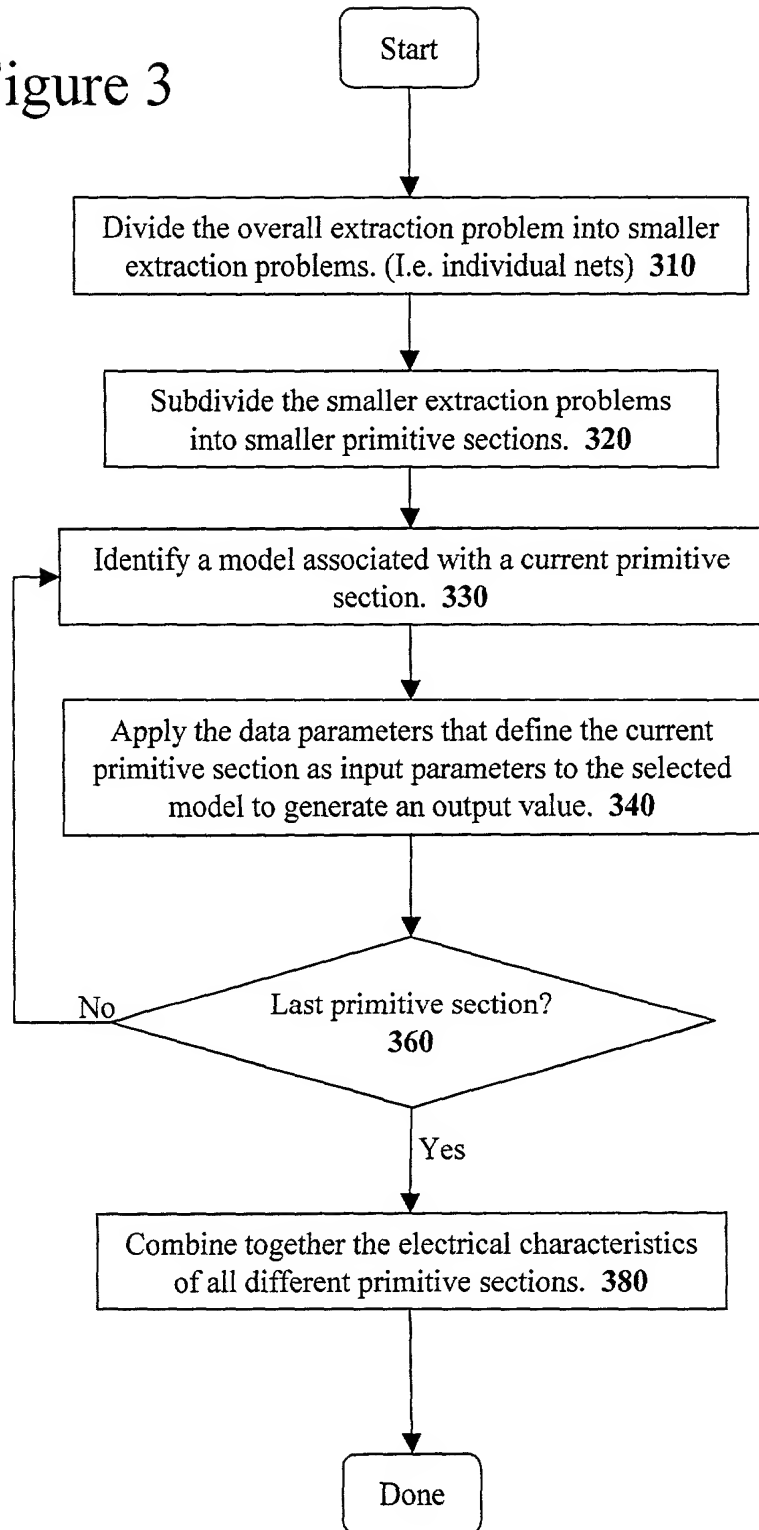 Start
igure 3
Divide the overall extraction problem into smaller
extraction problems. (I.e. individual nets) 310
Subdivide the smaller extraction problems
into smaller primitive sections. 320
Identify a model associated with a current primitive
section. 330
Apply the data parameters that define the current
primitive section as input parameters to the selected
model to generate an output value. 340
No
Last primitive section?
360
Yes
Combine together the electrical characteristics
of all different primitive sections. 380
Done